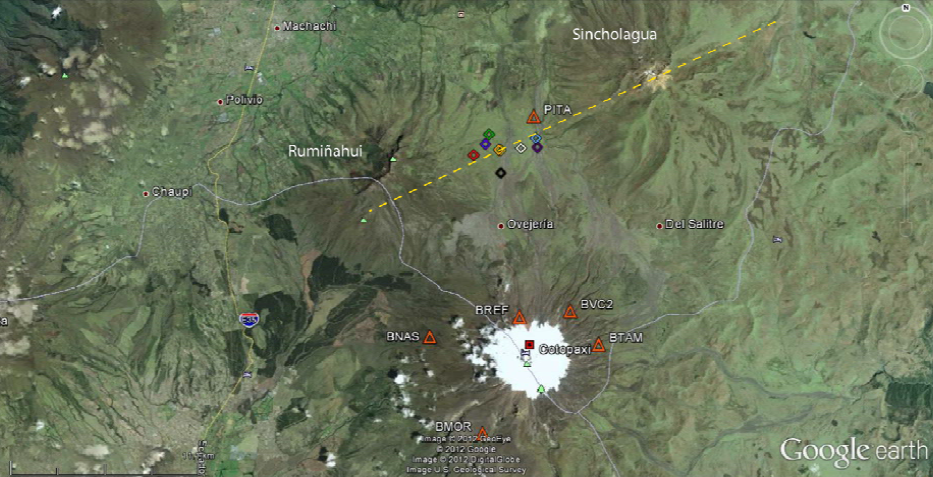 N
Machachi
Sincholagua
Polivio
PITA
Rumiñahui
Chaupi
Ovejería
Del Salitre
BREF
BVC2
BNAS
BTAM
Cotopaxi
a
BMOR
Image © 2012 GeoEye
© 2012 Google
Image © 2012 DigitalGlobe
Image U.S. Geological Survey
Google earth